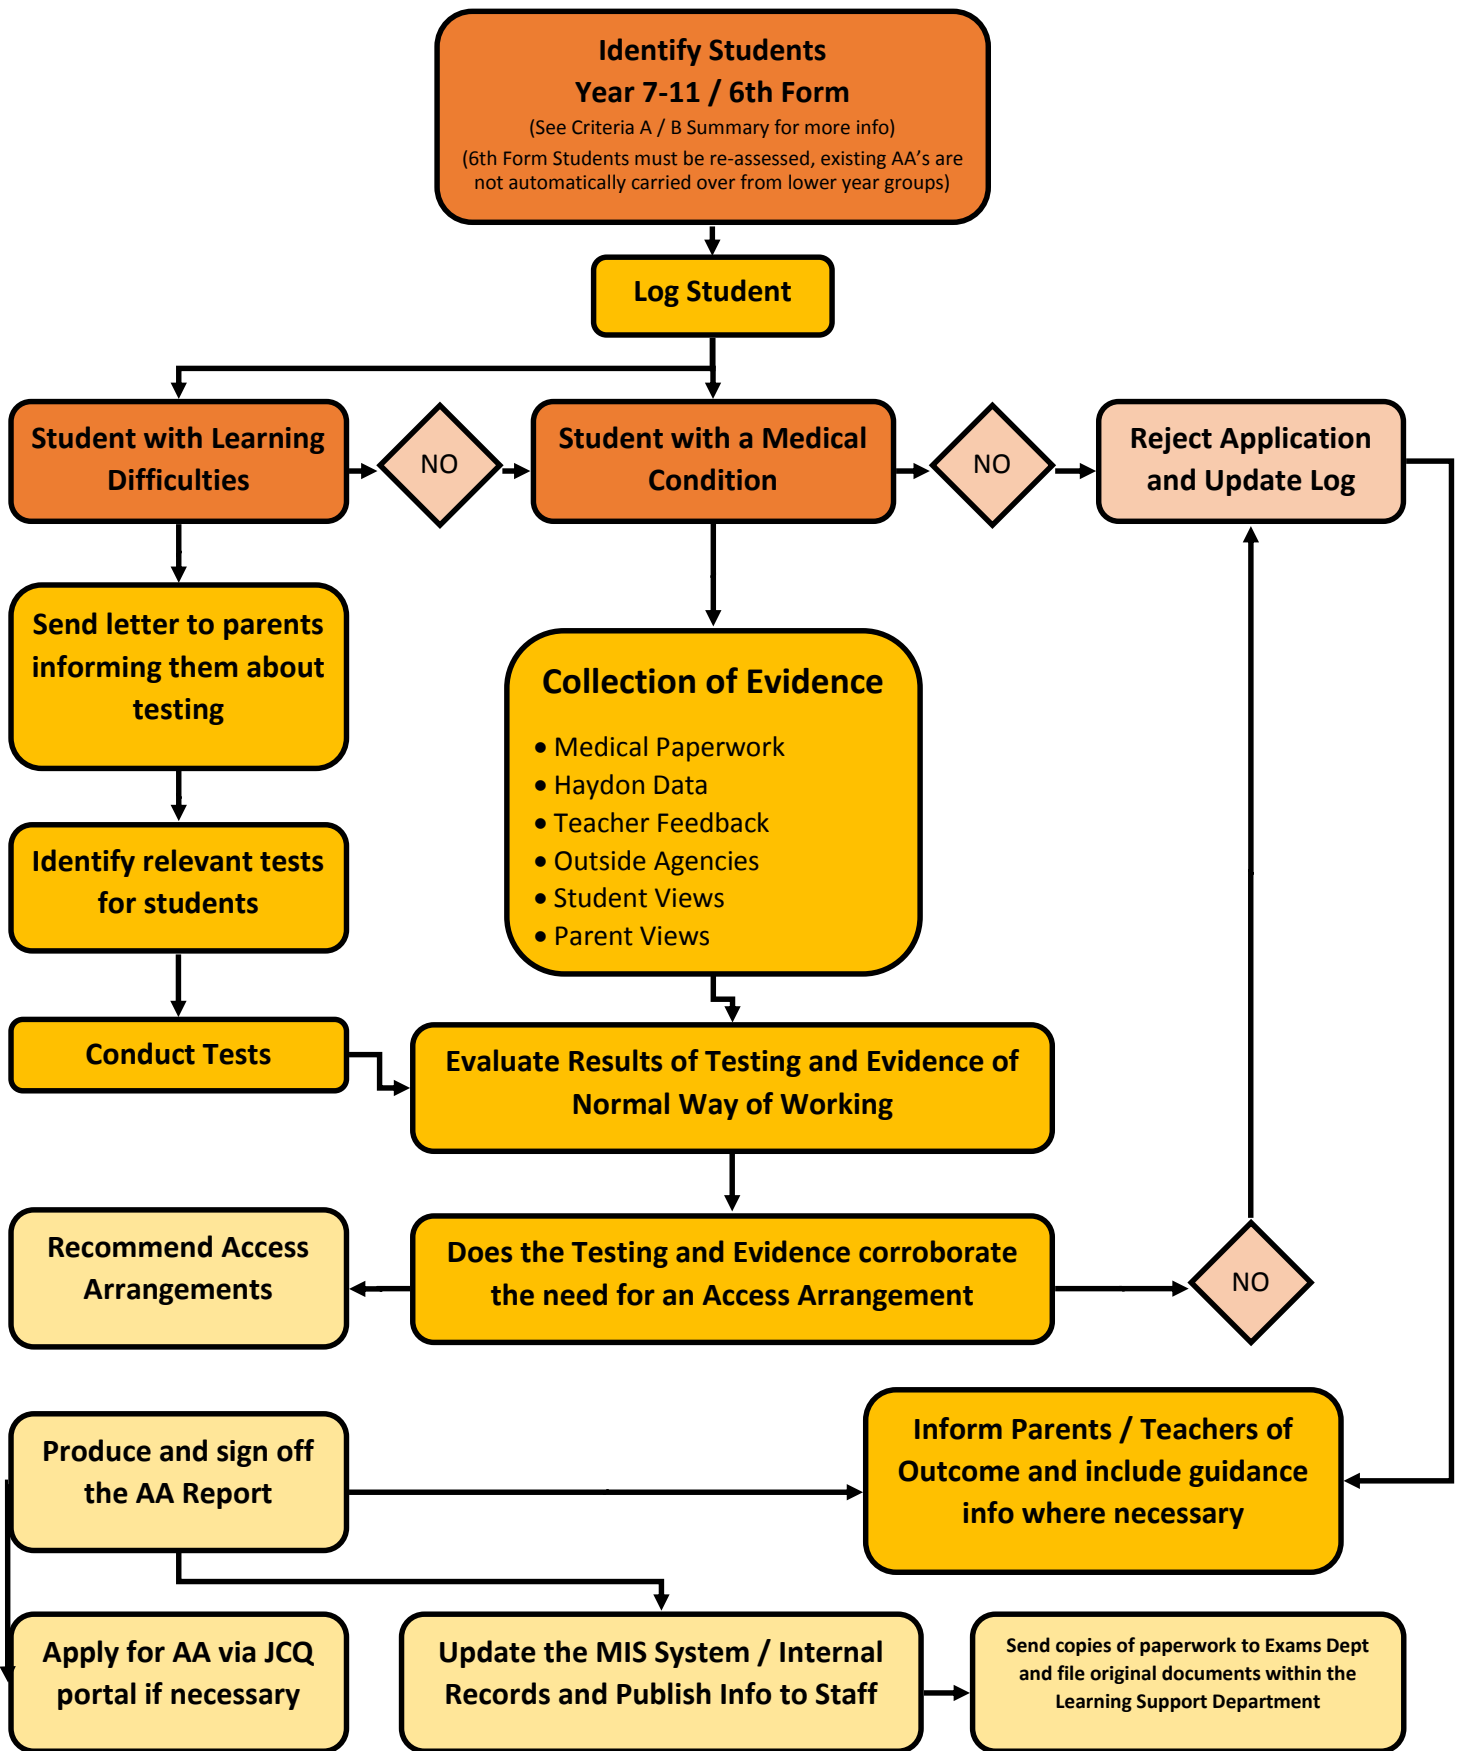 Identify Students
Year 7-11 / 6th Form
(See Criteria A / B Summary for more info)
(6th Form Students must be re-assessed, existing AA's are
not automatically carried over from lower year groups)
Log Student
Student with Learning
Difficulties
NO
Student with a Medical
Condition
NO
Reject Application
and Update Log
Send letter to parents
informing them about
testing
Collection of Evidence
• Medical Paperwork
• Haydon Data
• Teacher Feedback
• Outside Agencies
• Student Views
• Parent Views
Identify relevant tests
for students
Conduct Tests
Evaluate Results of Testing and Evidence of
Normal Way of Working
Recommend Access
Arrangements
Does the Testing and Evidence corroborate
the need for an Access Arrangement
NO
Produce and sign off
the AA Report
Inform Parents / Teachers of
Outcome and include guidance
info where necessary
Apply for AA via JCQ
portal if necessary
Update the MIS System / Internal
Records and Publish Info to Staff
Send copies of paperwork to Exams Dept
and file original documents within the
Learning Support Department